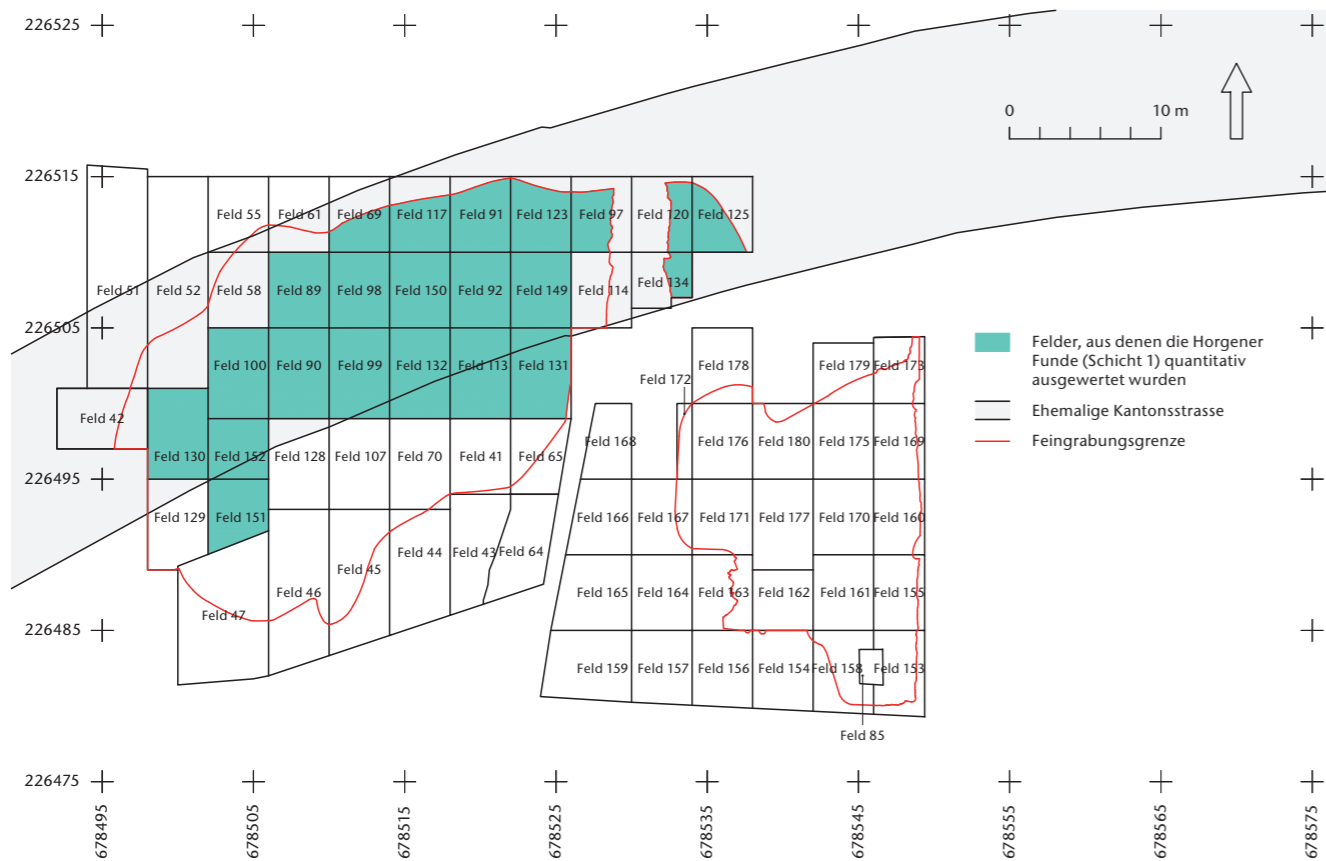 226525
0
10 m
226515
Feld 55
Feld 61
Feld 69
Feld 117
Feld 91
Feld 123
Feld 97
Feld 120
Feld 125
Feld 51
Feld 52
Feld 58
Feld 89
Feld 98
Feld 150
Feld 92
Feld 149
Feld 114
Feld 134
226505
Felder, aus denen die Horgener
Funde (Schicht 1) quantitativ
ausgewertet wurden
Ehemalige Kantonsstrasse
Feingrabungsgrenze
Feld 100
Feld 90
Feld 99
Feld 132
Feld 113
Feld 131
Feld 172
Feld 178
Feld 179
Feld 173
Feld 42
Feld 168
Feld 176
Feld 180
Feld 175
Feld 169
Feld 130
Feld 152
Feld 128
Feld 107
Feld 70
Feld 41
Feld 65
226495
Feld 129
Feld 151
Feld 166
Feld 167
Feld 171
Feld 177
Feld 170
Feld 160
Feld 44
Feld 43
Feld 64
Feld 45
Feld 46
Feld 47
Feld 165
Feld 164
Feld 163
Feld 162
Feld 161
Feld 155
226485
Feld 159
Feld 157
Feld 156
Feld 154
Feld 158
Feld 153
Feld 85
226475
678495
678505
678515
678525
678535
678545
678555
678565
678575